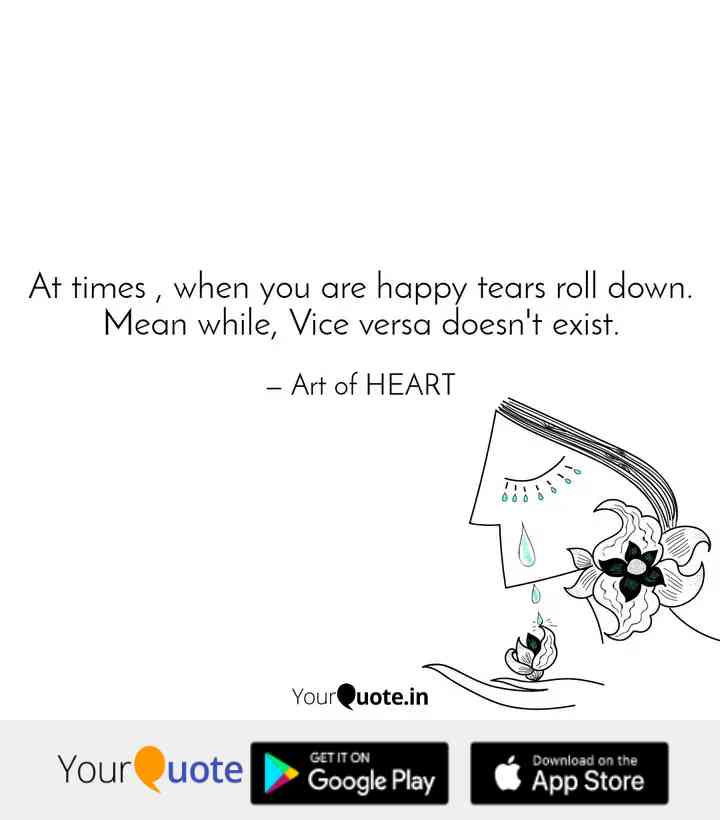 At times , when you are happy tears roll down.
Mean while, Vice versa doesn't exist.
– Art of HEART
YourQuote.in
YourQuote
GET IT ON
Google Play
Download on the
App Store